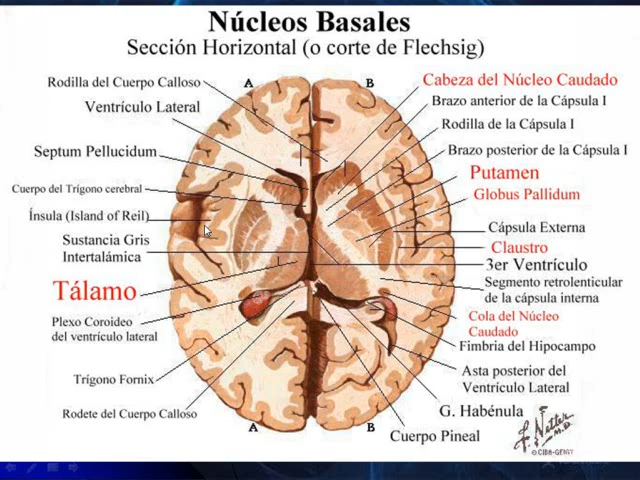 Núcleos Basales
Sección Horizontal (o corte de Flechsig)
A
B
Rodilla del Cuerpo Calloso
Ventrículo Lateral
Septum Pellucidum
Cuerpo del Trígono cerebral
Ínsula (Island of Reil)
Sustancia Gris
Intertalámica
Tálamo
Plexo Coroideo
del ventrículo lateral
Trígono Fornix
Rodete del Cuerpo Calloso
Cabeza del Núcleo Caudado
Brazo anterior de la Cápsula I
Rodilla de la Cápsula I
Brazo posterior de la Cápsula I
Putamen
Globus Pallidum
Cápsula Externa
Claustro
3er Ventrículo
Segmento retrolenticular
de la cápsula interna
Cola del Núcleo
Caudado
Fimbria del Hipocampo
Asta posterior del
Ventrículo Lateral
G. Habénula
Cuerpo Pineal
A
B
F. Netter
M.D.
© CIBA-GEIGY